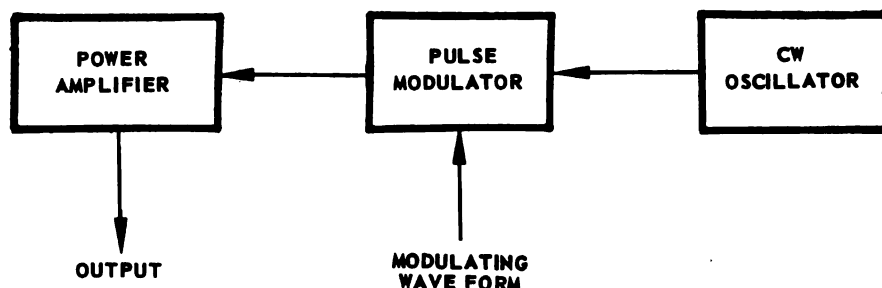 POWER
AMPLIFIER
PULSE
MODULATOR
CW
OSCILLATOR
OUTPUT
MODULATING
WAVE FORM